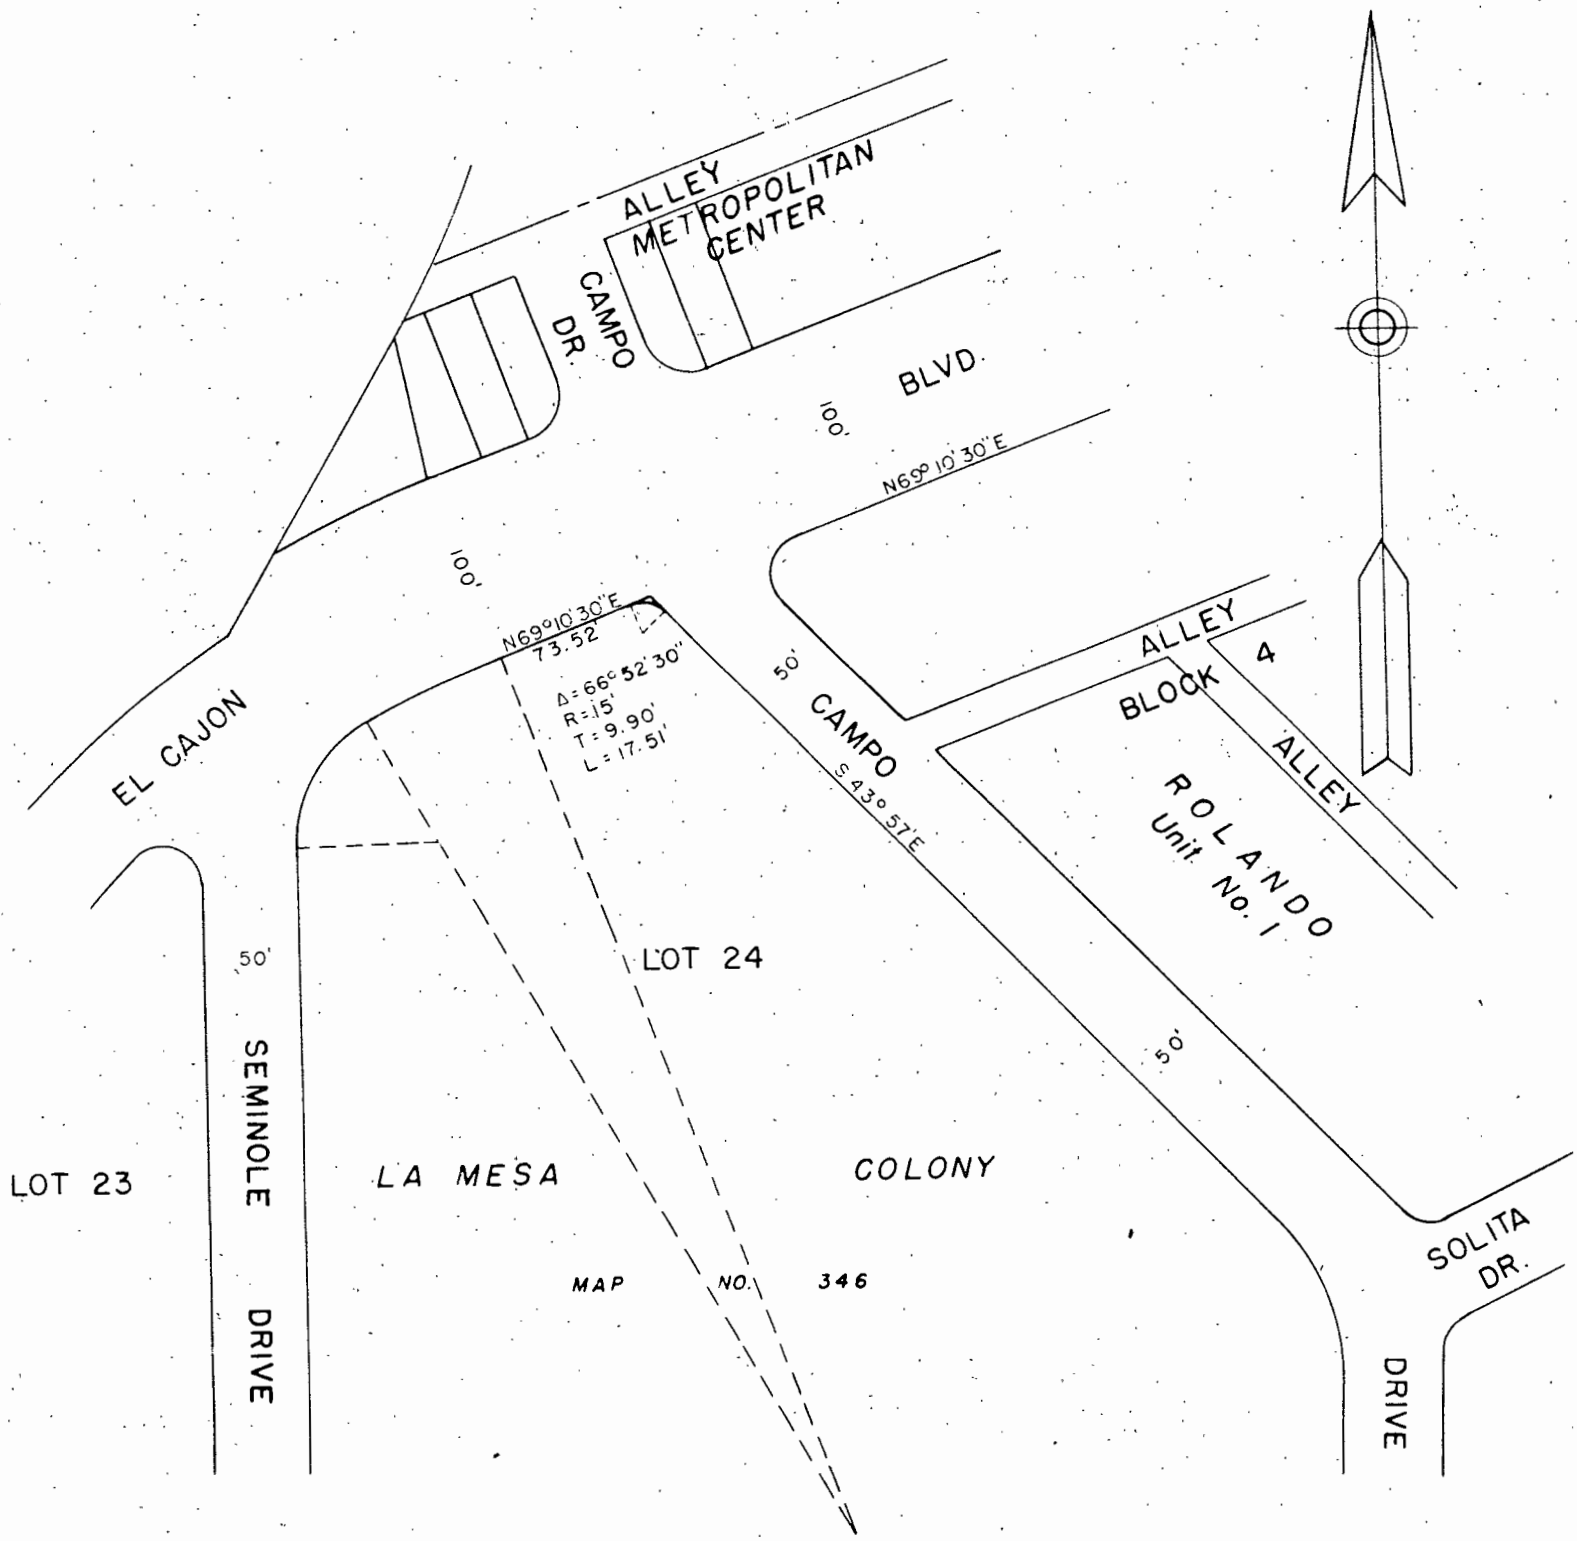 ALLEY
METROPOLITAN
CENTER
CAMPO
DR.
BLVD.
100'
N69°10'30"E
100'
N69°10'30"E
73.52'
Δ=66°52'30"
R=15'
T=9.90'
L=17.51'
50'
ALLEY
BLOCK 4
EL CAJON
CAMPO
S43°57'E
ALLEY
ROLANDO
Unit No. 1
50'
LOT 24
SEMINOLE DRIVE
50'
LOT 23
LA MESA COLONY
MAP NO. 346
SOLITA
DR.
DRIVE